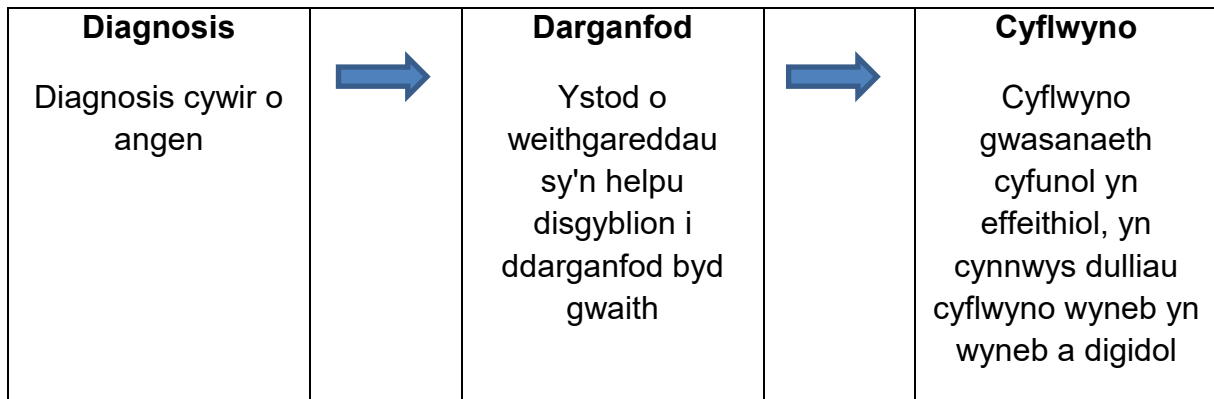 Diagnosis
Diagnosis cywir o
angen
Darganfod
Ystod o
weithgareddau
sy'n helpu
disgyblion i
ddarganfod byd
gwaith
Cyflwyno
Cyflwyno
gwasanaeth
cyfunol yn
effeithiol, yn
cynnwys dulliau
cyflwyno wyneb yn
wyneb a digidol